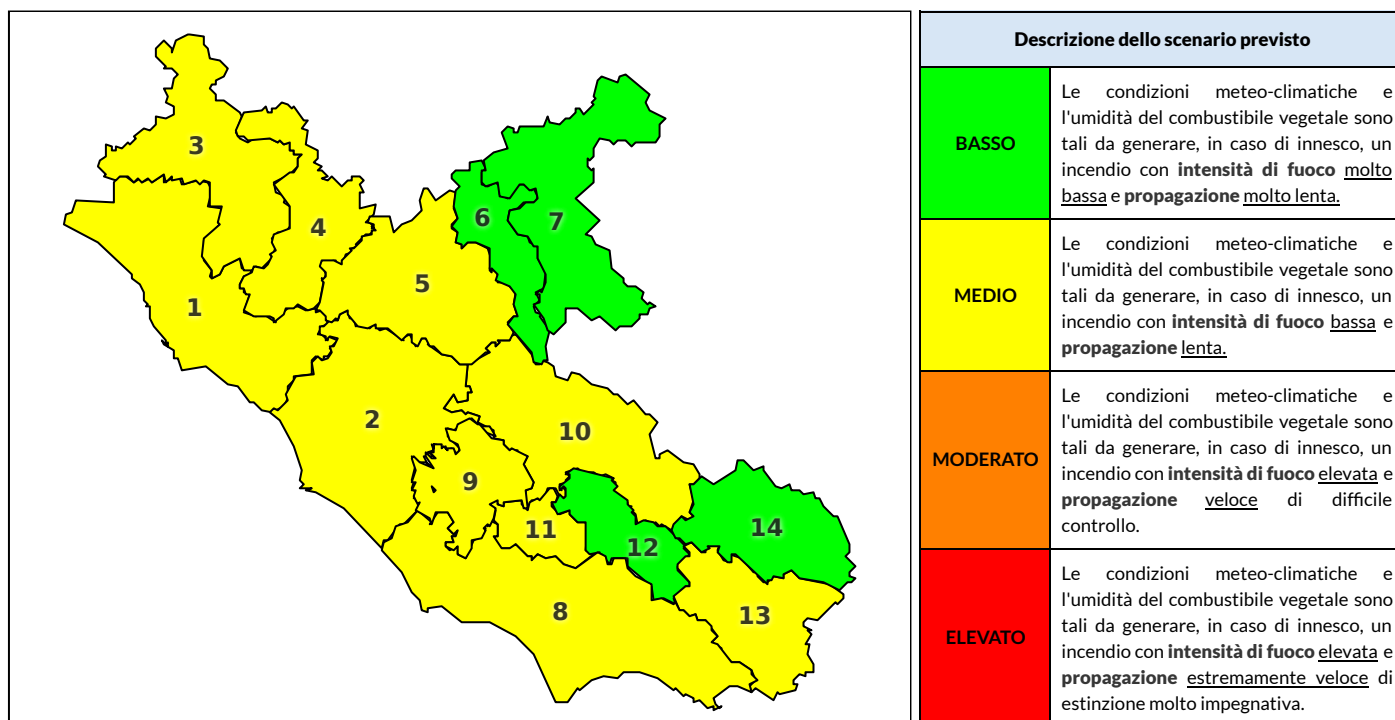 3
4
6
7
1
5
2
10
9
11
12
14
8
13
Descrizione dello scenario previsto
BASSO
Le condizioni meteo-climatiche e
l'umidità del combustibile vegetale sono
tali da generare, in caso di innesco, un
incendio con intensità di fuoco molto
bassa e propagazione molto lenta.
MEDIO
Le condizioni meteo-climatiche e
l'umidità del combustibile vegetale sono
tali da generare, in caso di innesco, un
incendio con intensità di fuoco bassa e
propagazione lenta.
MODERATO
Le condizioni meteo-climatiche e
l'umidità del combustibile vegetale sono
tali da generare, in caso di innesco, un
incendio con intensità di fuoco elevata e
propagazione veloce di difficile
controllo.
ELEVATO
Le condizioni meteo-climatiche e
l'umidità del combustibile vegetale sono
tali da generare, in caso di innesco, un
incendio con intensità di fuoco elevata e
propagazione estremamente veloce di
estinzione molto impegnativa.